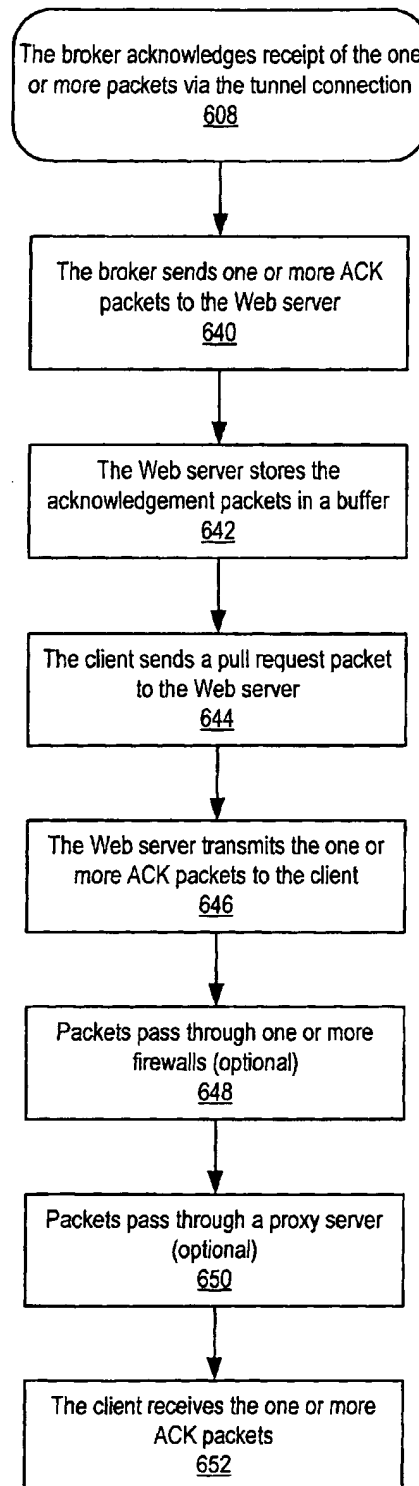 The broker acknowledges receipt of the one
or more packets via the tunnel connection
608
The broker sends one or more ACK
packets to the Web server
640
The Web server stores the
acknowledgement packets in a buffer
642
The client sends a pull request packet
to the Web server
644
The Web server transmits the one or
more ACK packets to the client
646
Packets pass through one or more
firewalls (optional)
648
Packets pass through a proxy server
(optional)
650
The client receives the one or more
ACK packets
652